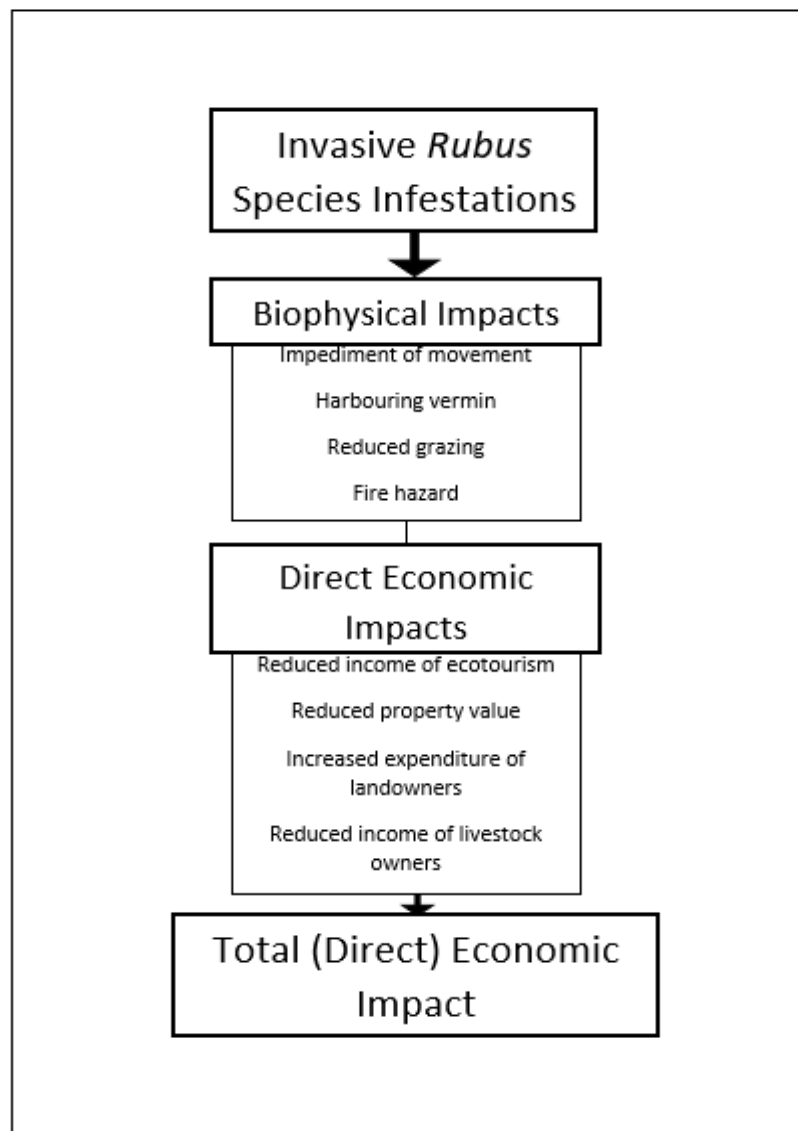 Invasive Rubus
Species Infestations
Biophysical Impacts
Impediment of movement
Harbouring vermin
Reduced grazing
Fire hazard
Direct Economic
Impacts
Reduced income of ecotourism
Reduced property value
Increased expenditure of
landowners
Reduced income of livestock
owners
Total (Direct) Economic
Impact